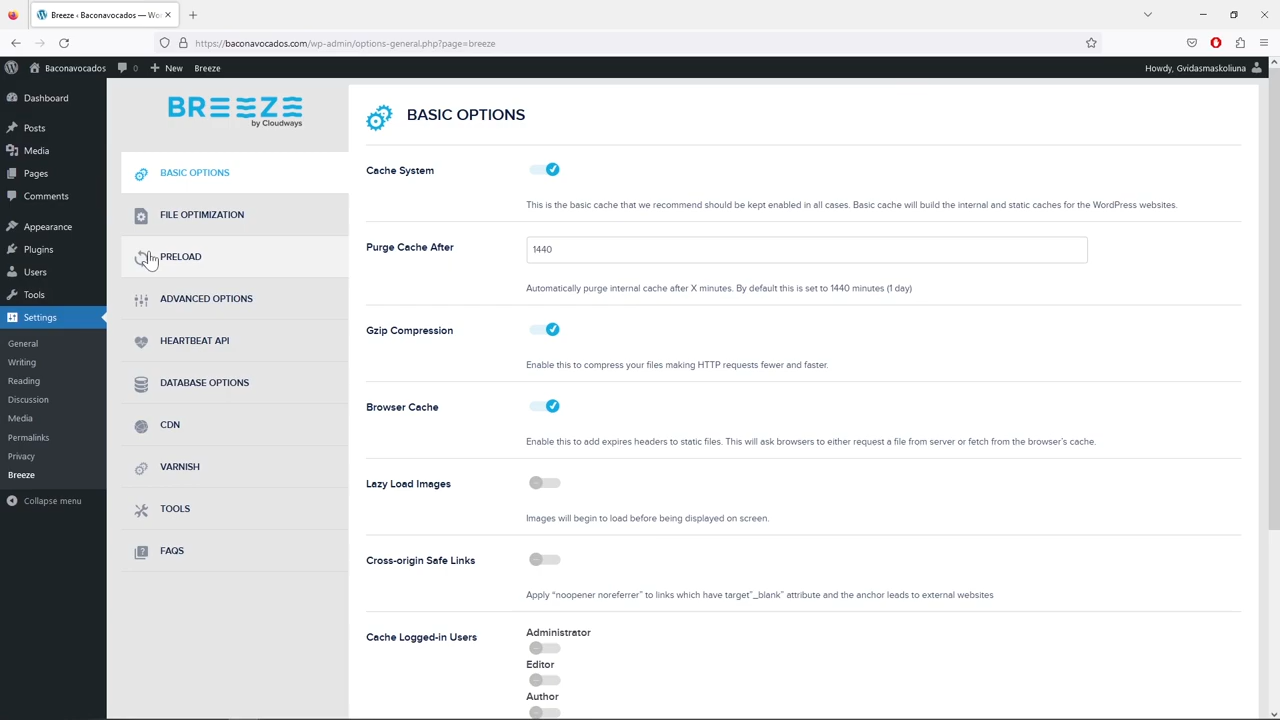 Breeze ‹ Baconavocados — Wo
https://baconavocados.com/wp-admin/options-general.php?page=breeze
Baconavocados
0
New
Breeze
Howdy, Gvidasmaskoliuna
Dashboard
Posts
Media
Pages
Comments
Appearance
Plugins
Users
Tools
Settings
General
Writing
Reading
Discussion
Media
Permalinks
Privacy
Breeze
Collapse menu
BREEZE
by Cloudways
BASIC OPTIONS
FILE OPTIMIZATION
PRELOAD
ADVANCED OPTIONS
HEARTBEAT API
DATABASE OPTIONS
CDN
VARNISH
TOOLS
FAQS
BASIC OPTIONS
Cache System
This is the basic cache that we recommend should be kept enabled in all cases. Basic cache will build the internal and static caches for the WordPress websites.
Purge Cache After
1440
Automatically purge internal cache after X minutes. By default this is set to 1440 minutes (1 day)
Gzip Compression
Enable this to compress your files making HTTP requests fewer and faster.
Browser Cache
Enable this to add expires headers to static files. This will ask browsers to either request a file from server or fetch from the browser's cache.
Lazy Load Images
Images will begin to load before being displayed on screen.
Cross-origin Safe Links
Apply “noopener noreferrer” to links which have target”_blank” attribute and the anchor leads to external websites
Cache Logged-in Users
Administrator
Editor
Author